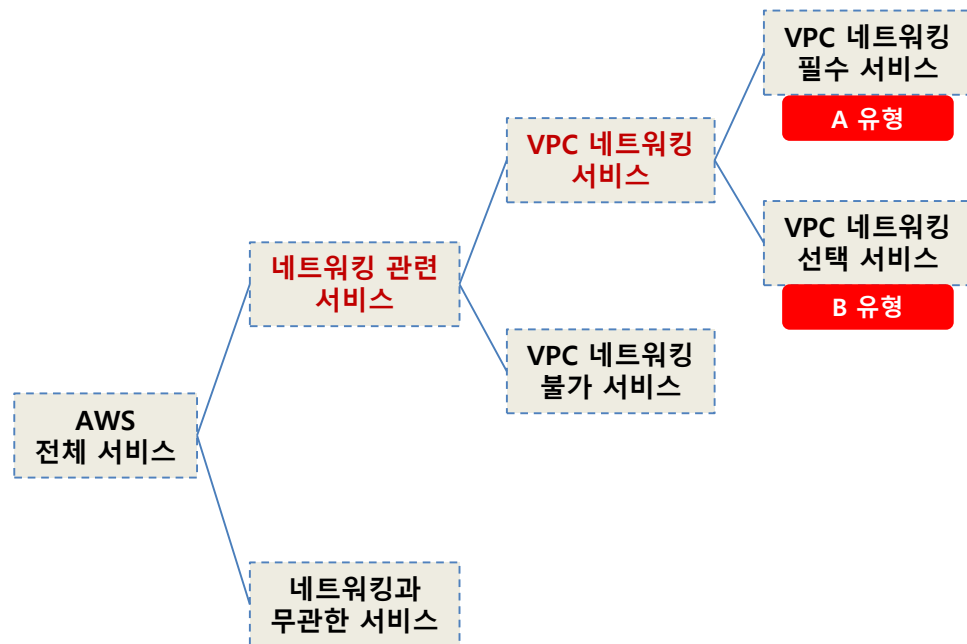 VPC 네트워킹
필수 서비스
A 유형
VPC 네트워킹
서비스
VPC 네트워킹
선택 서비스
B 유형
네트워킹 관련
서비스
VPC 네트워킹
불가 서비스
AWS
전체 서비스
네트워킹과
무관한 서비스